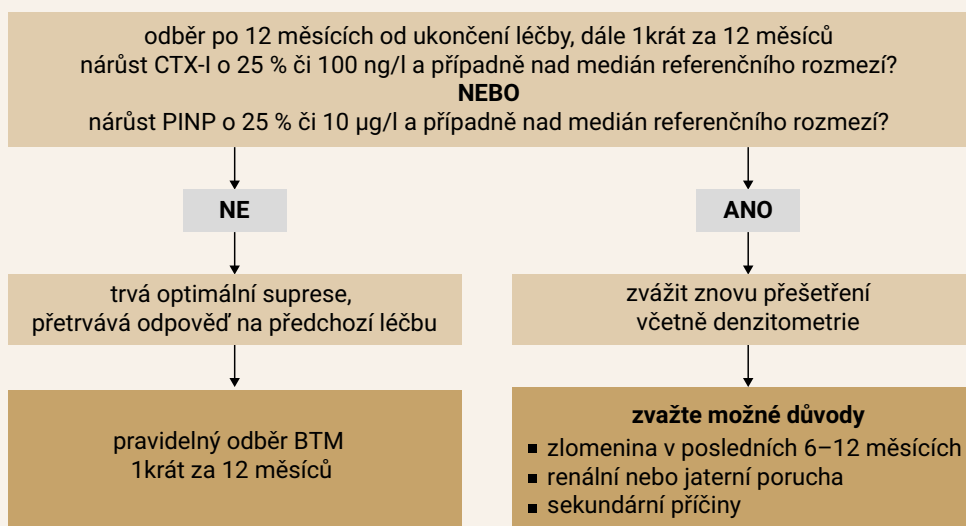 odběr po 12 měsících od ukončení léčby, dále 1krát za 12 měsíců
nárůst CTX-I o 25 % či 100 ng/l a případně nad medián referenčního rozmezí?
NEBO
nárůst PINP o 25 % či 10 µg/l a případně nad medián referenčního rozmezí?
NE
trvá optimální suprese,
přetrvává odpověď na předchozí léčbu
pravidelný odběr BTM
1krát za 12 měsíců
ANO
zvážit znovu přešetření
včetně denzitometrie
zvažte možné důvody
▪ zlomenina v posledních 6–12 měsících
▪ renální nebo jaterní porucha
▪ sekundární příčiny